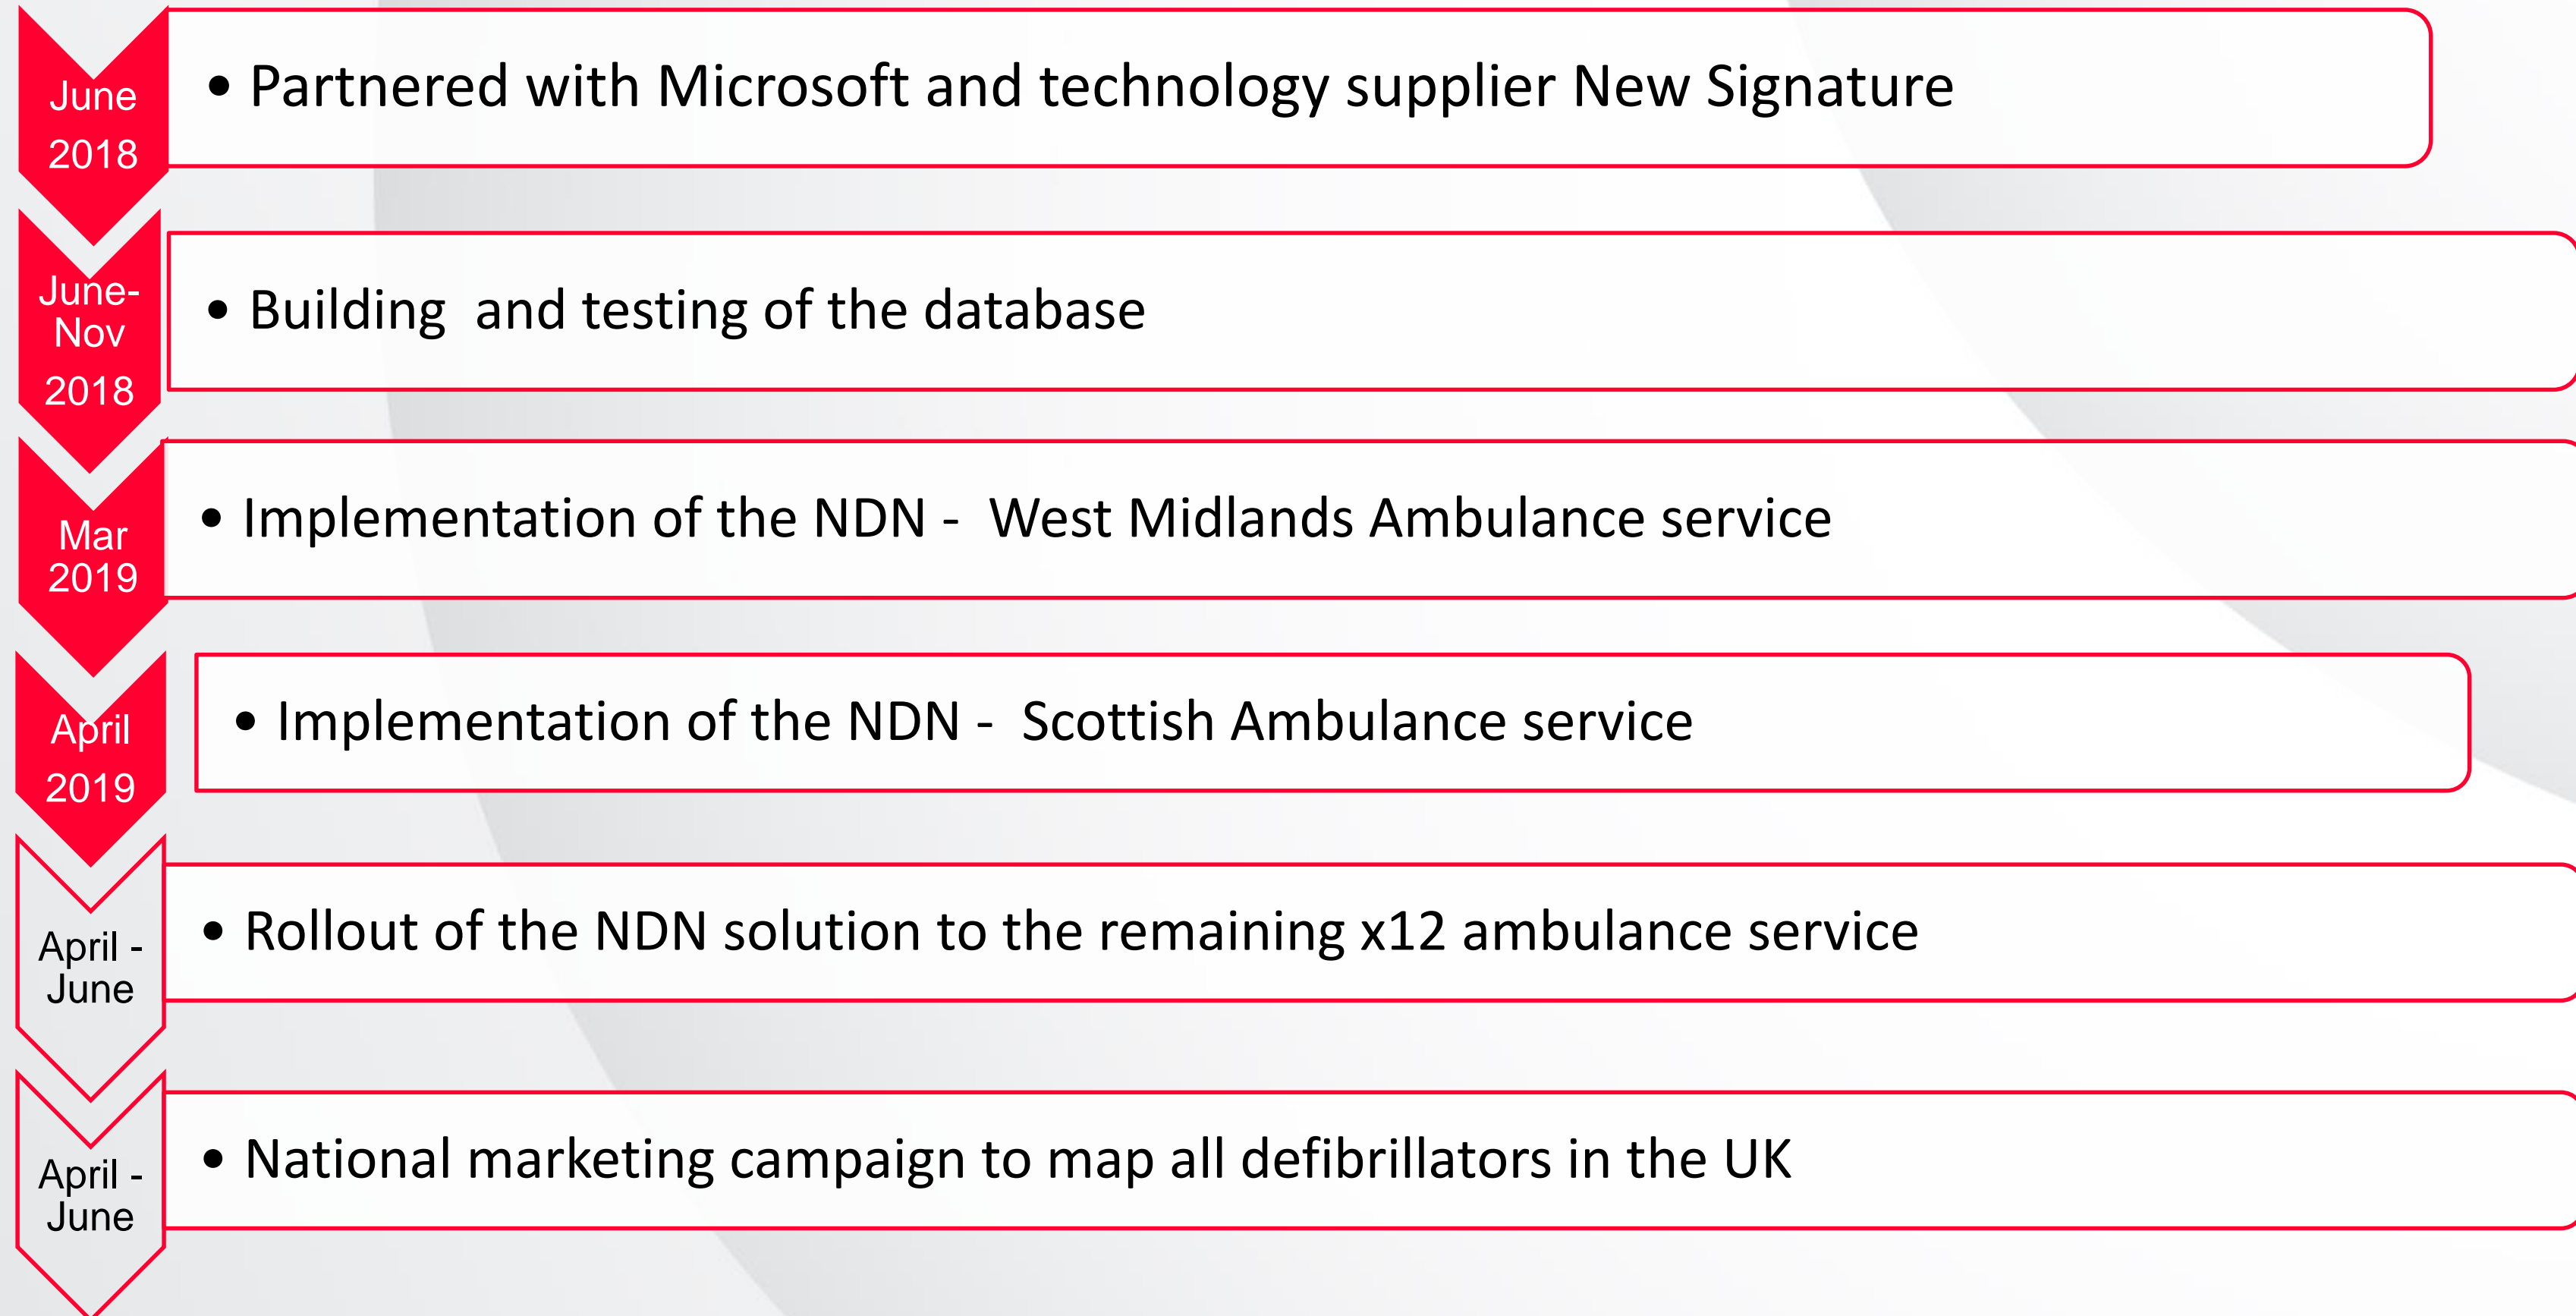 June
2018
• Partnered with Microsoft and technology supplier New Signature
June-
Nov
2018
• Building  and testing of the database
Mar
2019
• Implementation of the NDN -  West Midlands Ambulance service
April
2019
• Implementation of the NDN -  Scottish Ambulance service
April -
June
• Rollout of the NDN solution to the remaining x12 ambulance service
April -
June
• National marketing campaign to map all defibrillators in the UK